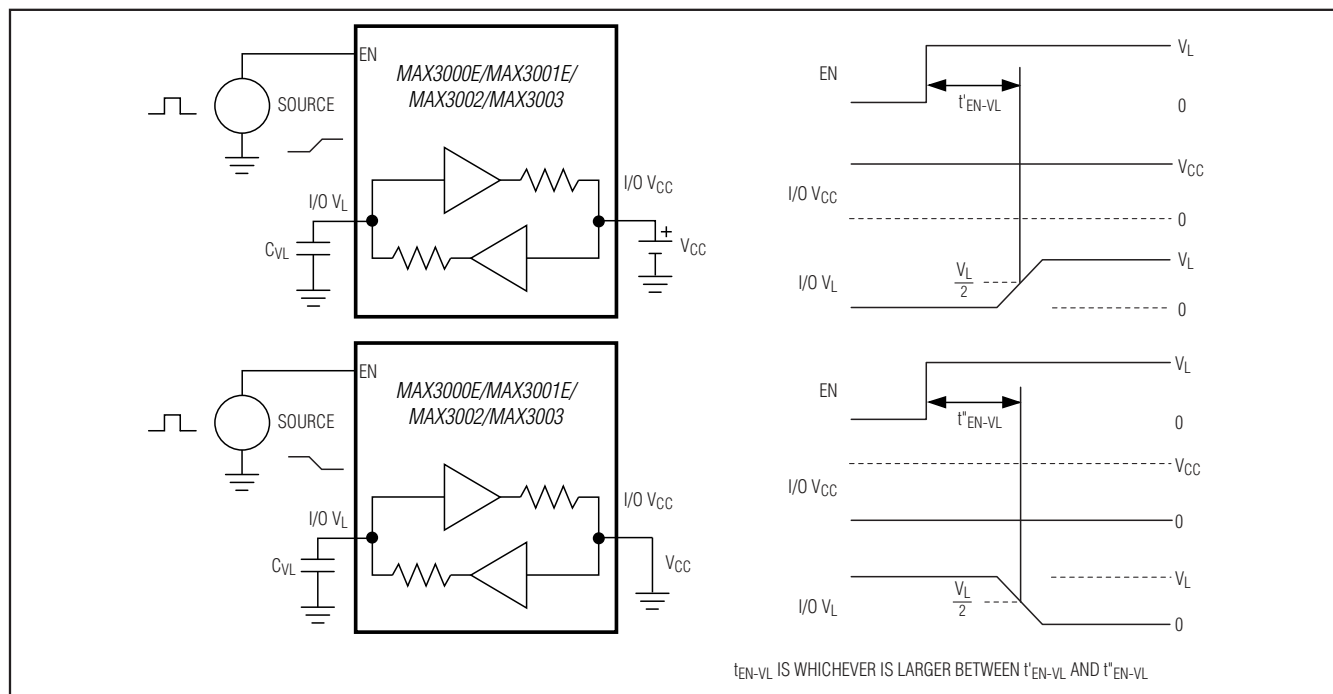 EN
MAX3000E/MAX3001E/
MAX3002/MAX3003
SOURCE
I/O VL
I/O VCC
CVL
+
VCC
EN
VL
t'EN-VL
0
VCC
I/O VCC
0
VL
I/O VL
VL/2
0
EN
MAX3000E/MAX3001E/
MAX3002/MAX3003
SOURCE
I/O VL
I/O VCC
CVL
VCC
EN
VL
t"EN-VL
0
VCC
I/O VCC
0
VL
I/O VL
VL/2
0
tEN-VL IS WHICHEVER IS LARGER BETWEEN t'EN-VL AND t"EN-VL